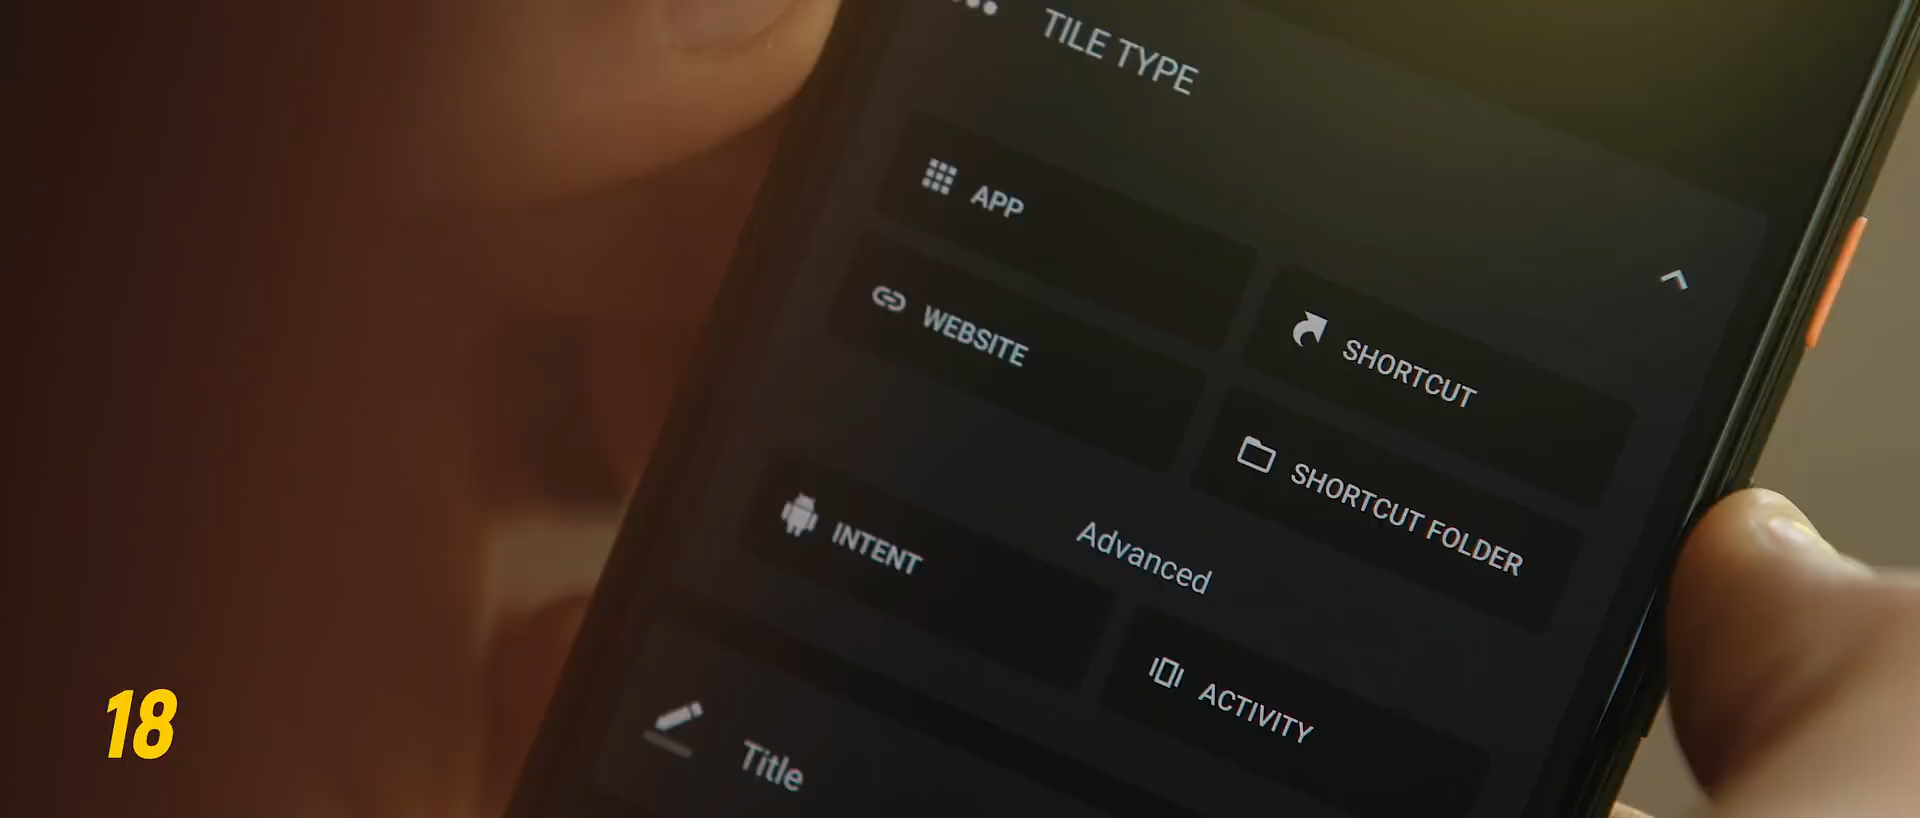 TILE TYPE
APP
SHORTCUT
WEBSITE
SHORTCUT FOLDER
Advanced
INTENT
ACTIVITY
Title
18